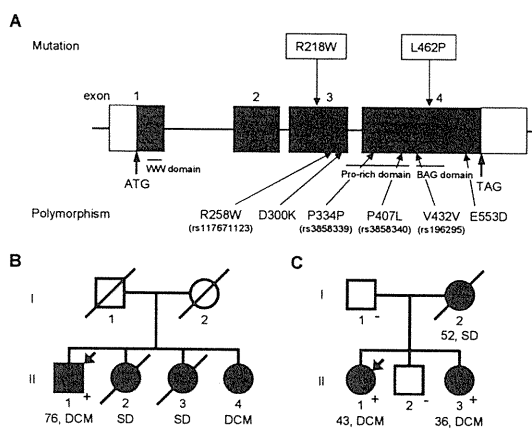 A
Mutation
R218W
L462P
exon
1
2
3
4
WW domain
Pro-rich domain
BAG domain
ATG
TAG
Polymorphism
R258W
(rs117671123)
D300K
P334P
(rs3858339)
P407L
(rs3858340)
V432V
(rs196295)
E553D
B
I
1
2
II
1 +
76, DCM
2
SD
3
SD
4
DCM
C
I
1 -
2
52, SD
II
1 +
43, DCM
2 -
3 +
36, DCM